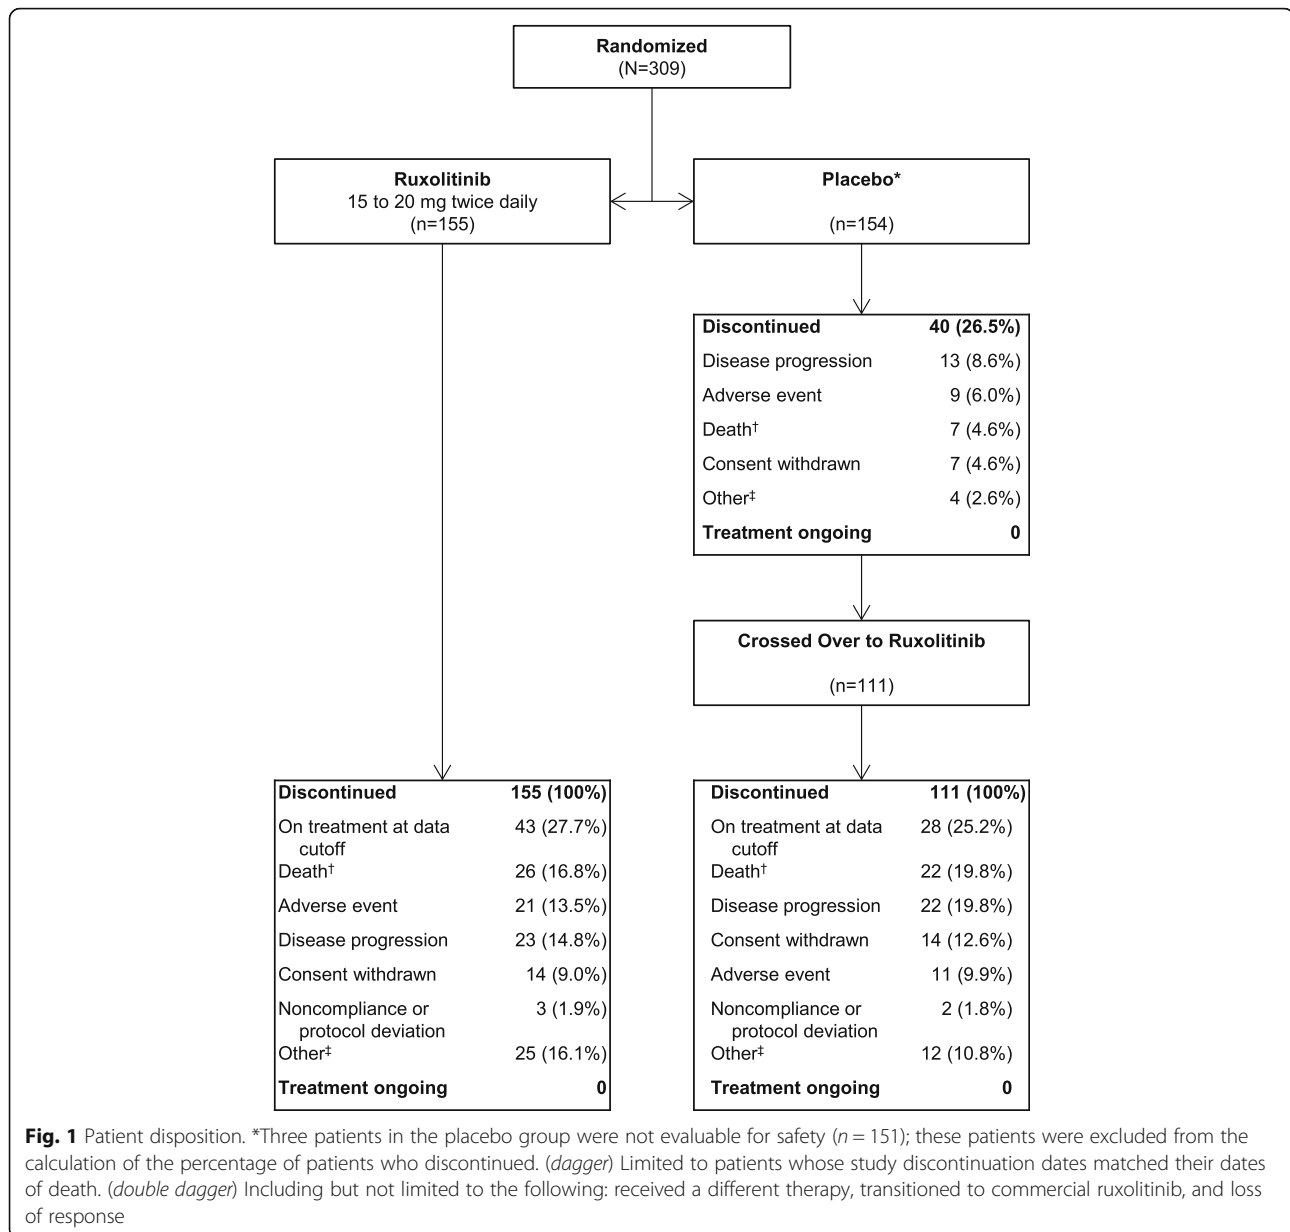 Randomized
(N=309)
Ruxolitinib
15 to 20 mg twice daily
(n=155)
Placebo*
(n=154)
Discontinued 40 (26.5%)
Disease progression 13 (8.6%)
Adverse event 9 (6.0%)
Death† 7 (4.6%)
Consent withdrawn 7 (4.6%)
Other‡ 4 (2.6%)
Treatment ongoing 0
Crossed Over to Ruxolitinib
(n=111)
Discontinued 155 (100%)
On treatment at data 43 (27.7%)
cutoff
Death† 26 (16.8%)
Adverse event 21 (13.5%)
Disease progression 23 (14.8%)
Consent withdrawn 14 (9.0%)
Noncompliance or 3 (1.9%)
protocol deviation
Other‡ 25 (16.1%)
Treatment ongoing 0
Discontinued 111 (100%)
On treatment at data 28 (25.2%)
cutoff
Death† 22 (19.8%)
Disease progression 22 (19.8%)
Consent withdrawn 14 (12.6%)
Adverse event 11 (9.9%)
Noncompliance or 2 (1.8%)
protocol deviation
Other‡ 12 (10.8%)
Treatment ongoing 0
Fig. 1 Patient disposition. *Three patients in the placebo group were not evaluable for safety (n = 151); these patients were excluded from the
calculation of the percentage of patients who discontinued. (dagger) Limited to patients whose study discontinuation dates matched their dates
of death. (double dagger) Including but not limited to the following: received a different therapy, transitioned to commercial ruxolitinib, and loss
of response